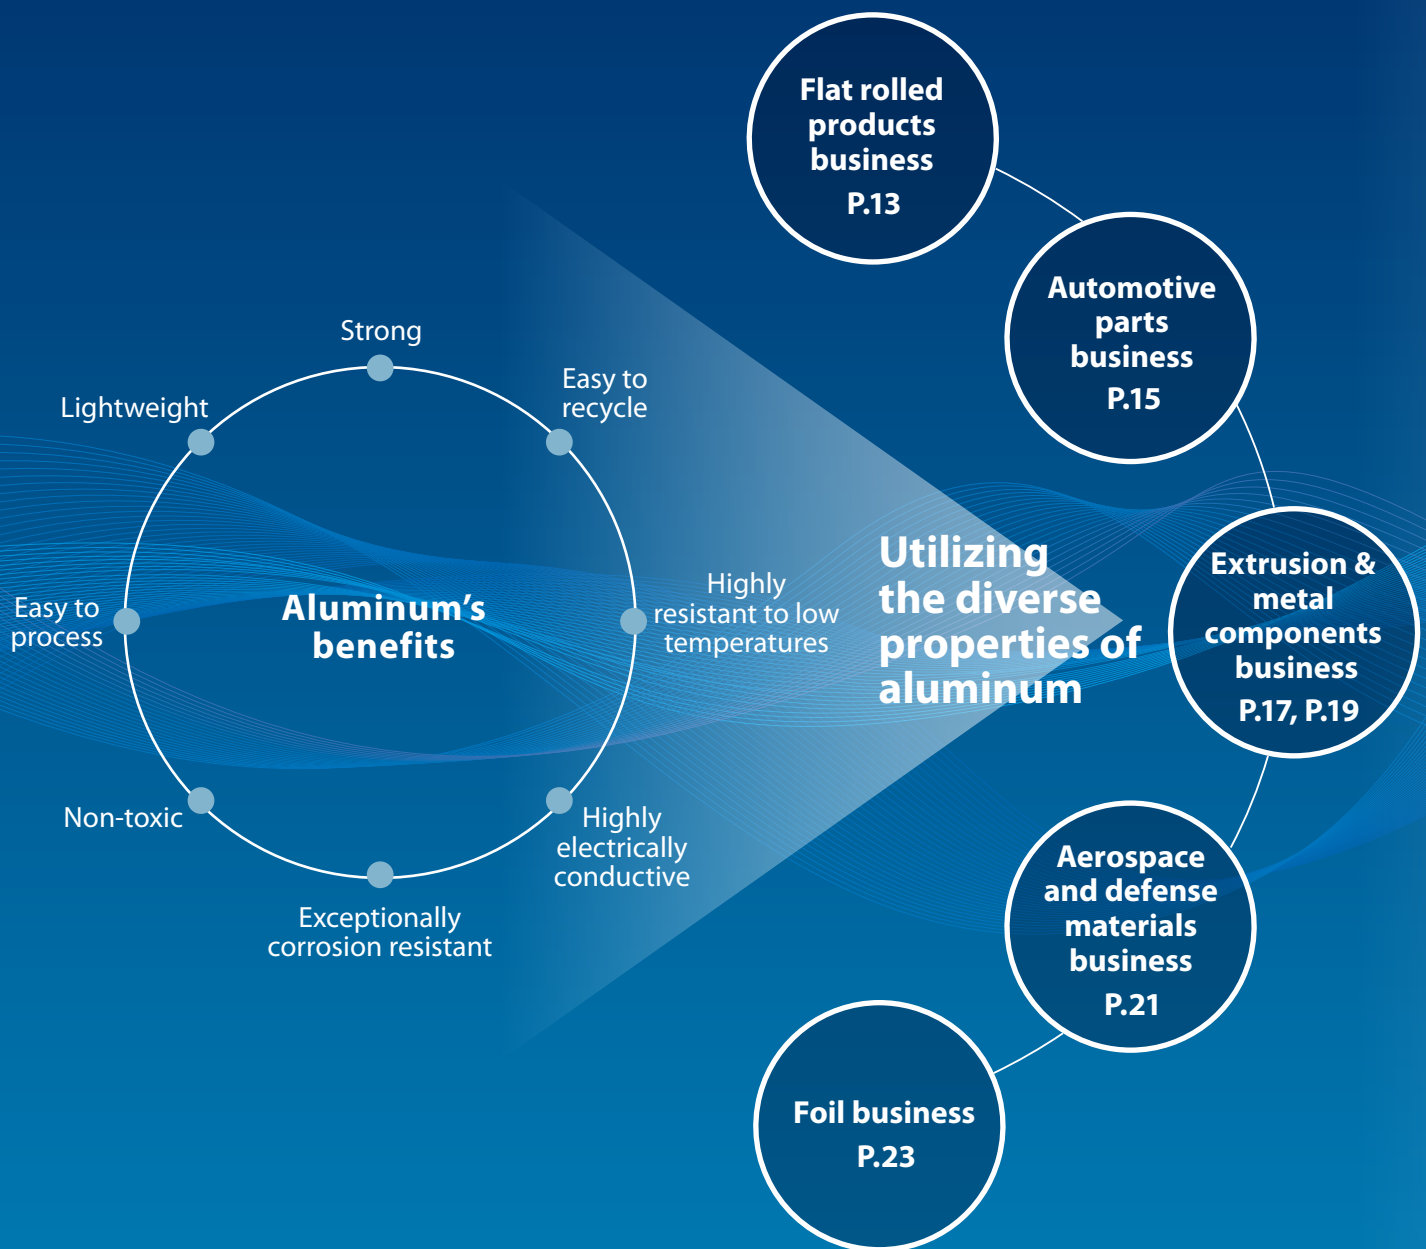 Strong
Easy to
recycle
Lightweight
Highly
resistant to low
temperatures
Easy to
process
Aluminum's
benefits
Non-toxic
Highly
electrically
conductive
Exceptionally
corrosion resistant
Utilizing
the diverse
properties of
aluminum
Flat rolled
products
business
P.13
Automotive
parts
business
P.15
Extrusion &
metal
components
business
P.17, P.19
Aerospace
and defense
materials
business
P.21
Foil business
P.23